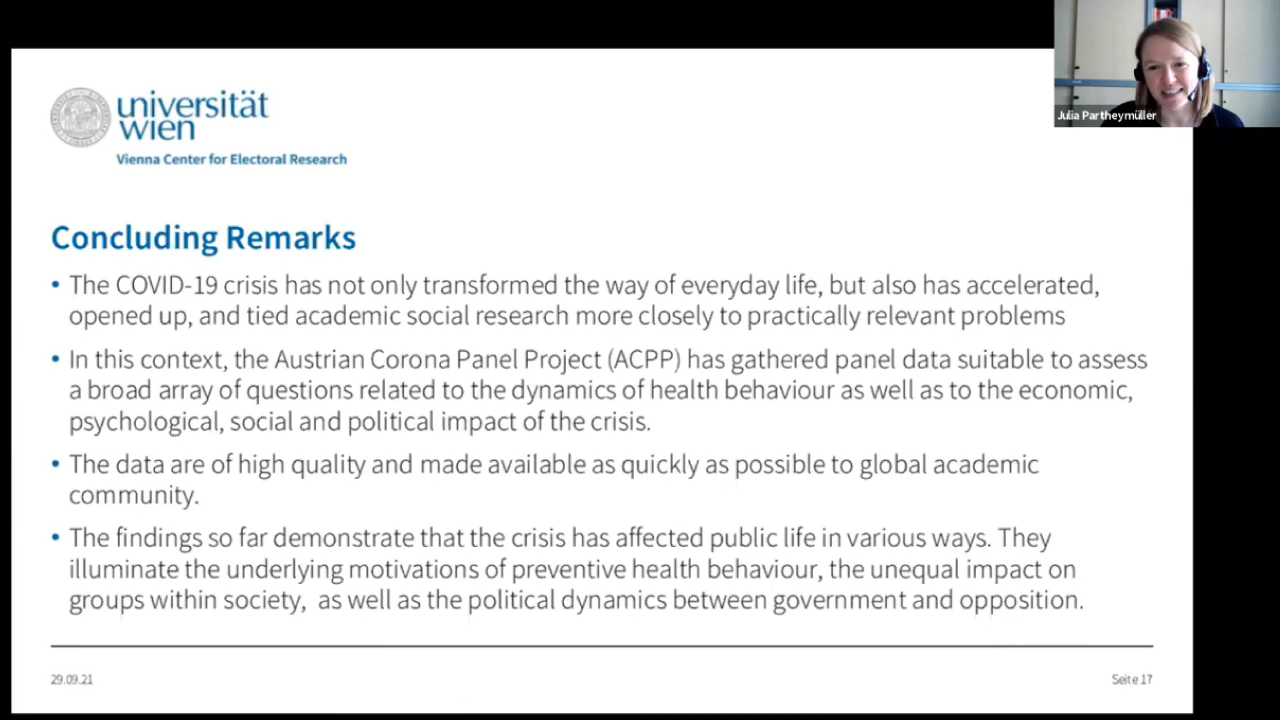 universität
wien
Vienna Center for Electoral Research
Julia Partheymüller
Concluding Remarks
• The COVID-19 crisis has not only transformed the way of everyday life, but also has accelerated,
opened up, and tied academic social research more closely to practically relevant problems
• In this context, the Austrian Corona Panel Project (ACPP) has gathered panel data suitable to assess
a broad array of questions related to the dynamics of health behaviour as well as to the economic,
psychological, social and political impact of the crisis.
• The data are of high quality and made available as quickly as possible to global academic
community.
• The findings so far demonstrate that the crisis has affected public life in various ways. They
illuminate the underlying motivations of preventive health behaviour, the unequal impact on
groups within society,  as well as the political dynamics between government and opposition.
29.09.21
Seite 17